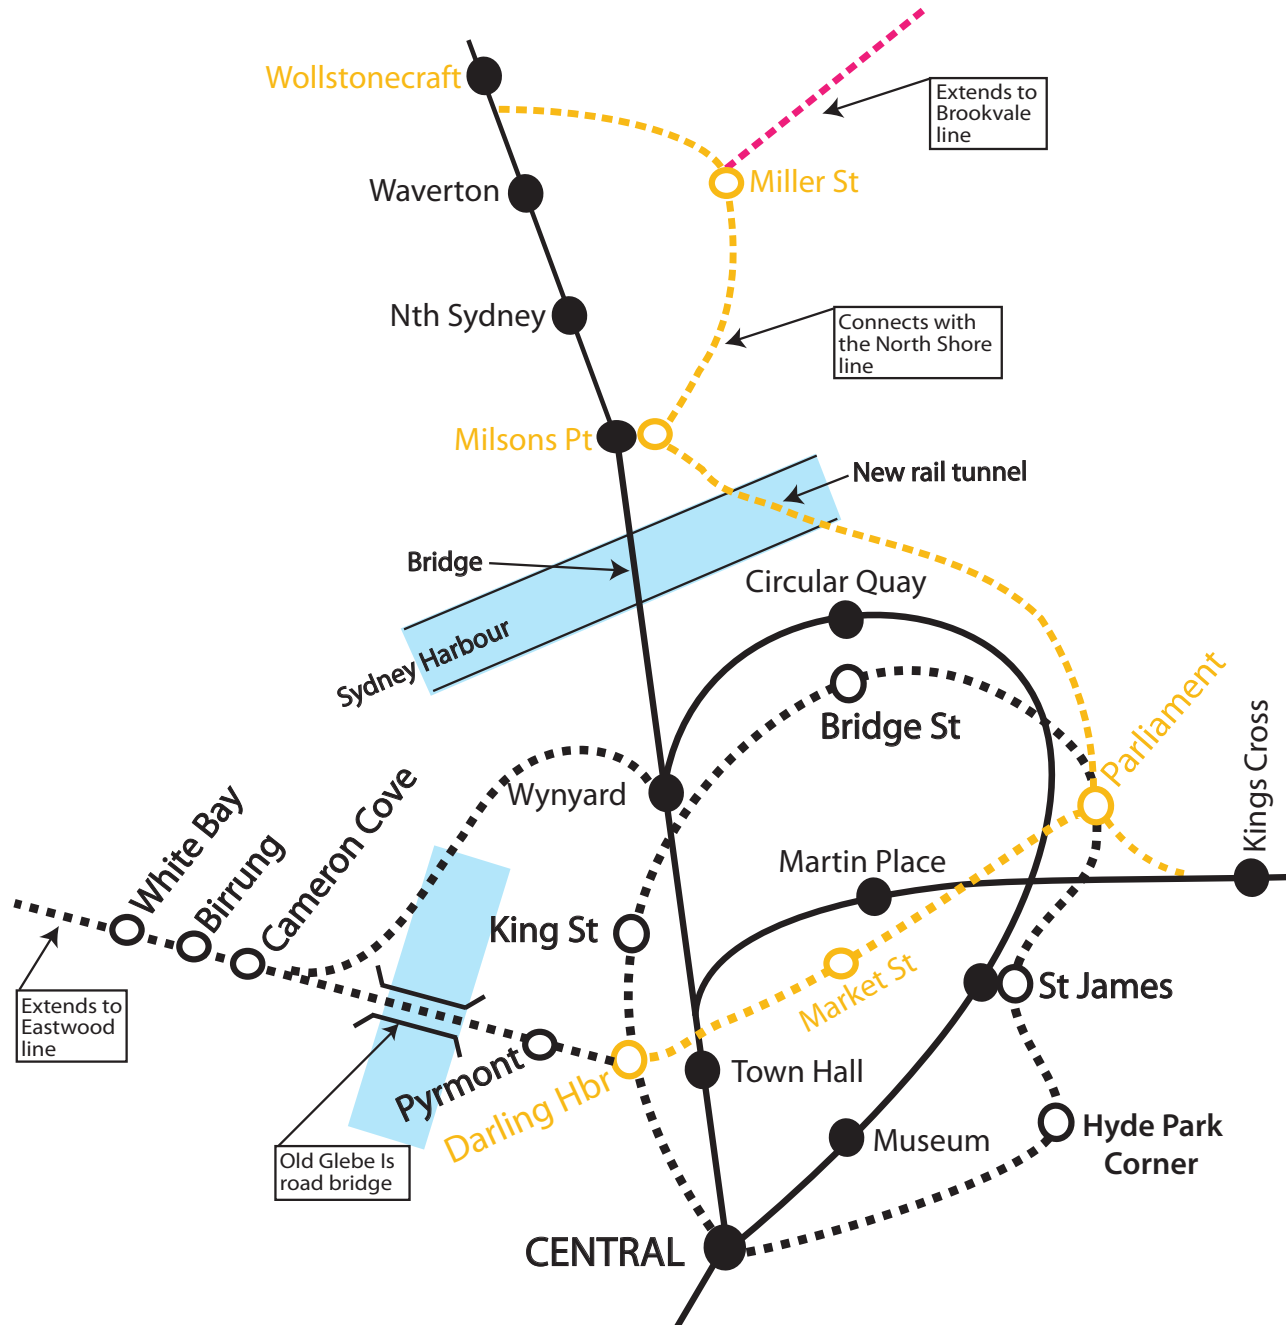 Wollstonecraft
Extends to
Brookvale
line
Waverton
Miller St
Nth Sydney
Connects with
the North Shore
line
Milsons Pt
New rail tunnel
Bridge
Circular Quay
Sydney Harbour
Bridge St
Parliament
Kings Cross
Wynyard
White Bay
Birrung
Cameron Cove
Martin Place
King St
Market St
St James
Extends to
Eastwood
line
Pyrmont
Darling Hbr
Town Hall
Museum
Hyde Park
Corner
Old Glebe Is
road bridge
CENTRAL